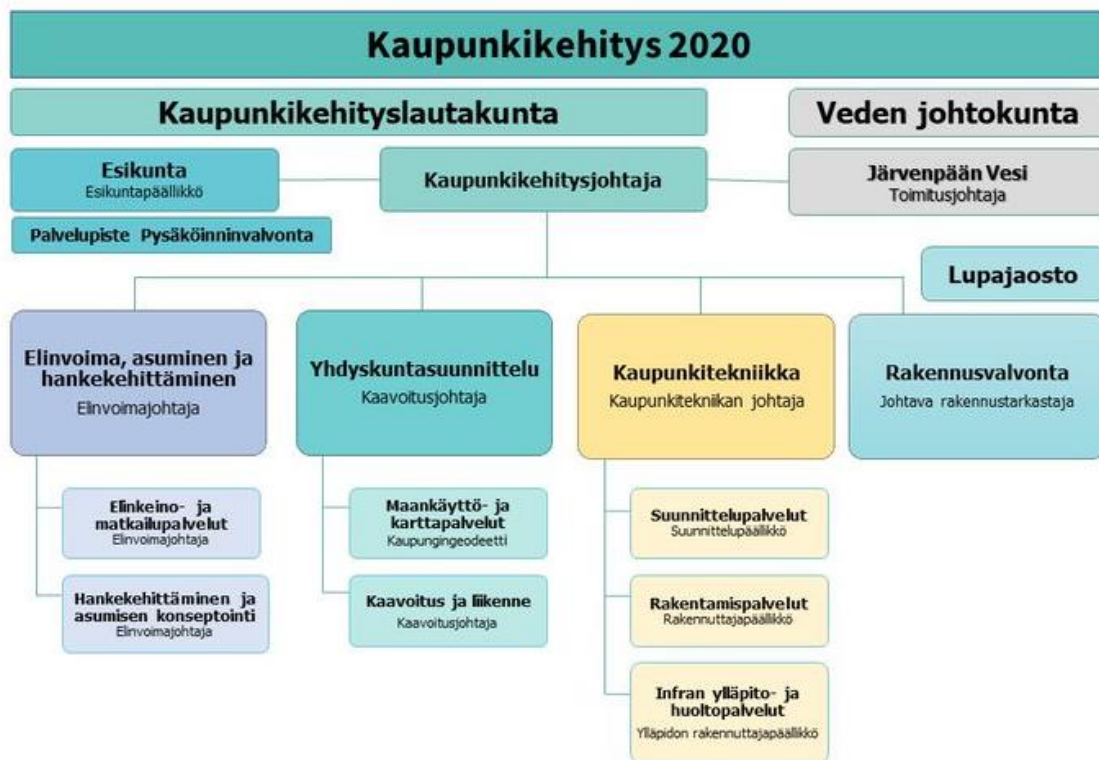 Kaupunkikehitys 2020
Kaupunkikehityslautakunta
Veden johtokunta
Esikunta
Esikuntapäällikkö
Kaupunkikehitysjohtaja
Järvenpään Vesi
Toimitusjohtaja
Palvelupiste Pysäköinninvalvonta
Lupajaosto
Elinvoima, asuminen ja
hankekehittäminen
Elinvoimajohtaja
Yhdyskuntasuunnittelu
Kaavoitusjohtaja
Kaupunkitekniikka
Kaupunkitekniikan johtaja
Rakennusvalvonta
Johtava rakennustarkastaja
Elinkeino- ja
matkailupalvelut
Elinvoimajohtaja
Hankekehittäminen ja
asumisen konseptointi
Elinvoimajohtaja
Maankäyttö- ja
karttapalvelut
Kaupungingeodeetti
Kaavoitus ja liikenne
Kaavoitusjohtaja
Suunnittelupalvelut
Suunnittelupäällikkö
Rakentamispalvelut
Rakennuttajapäällikkö
Infran ylläpito- ja
huoltopalvelut
Ylläpidon rakennuttajapäällikkö